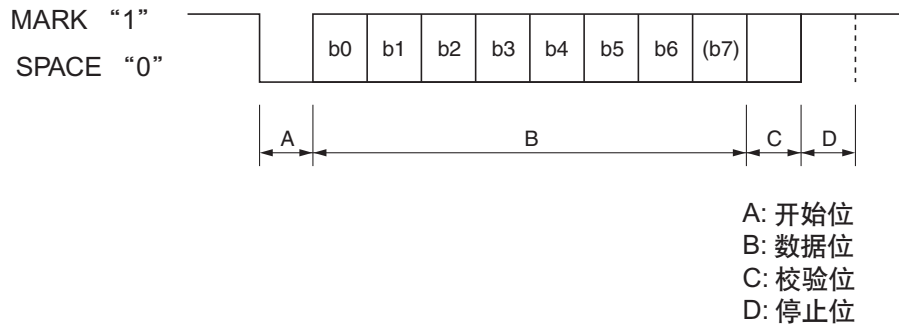 MARK “1”
SPACE “0”
b0 b1 b2 b3 b4 b5 b6 (b7)
A B C D
A: 开始位
B: 数据位
C: 校验位
D: 停止位